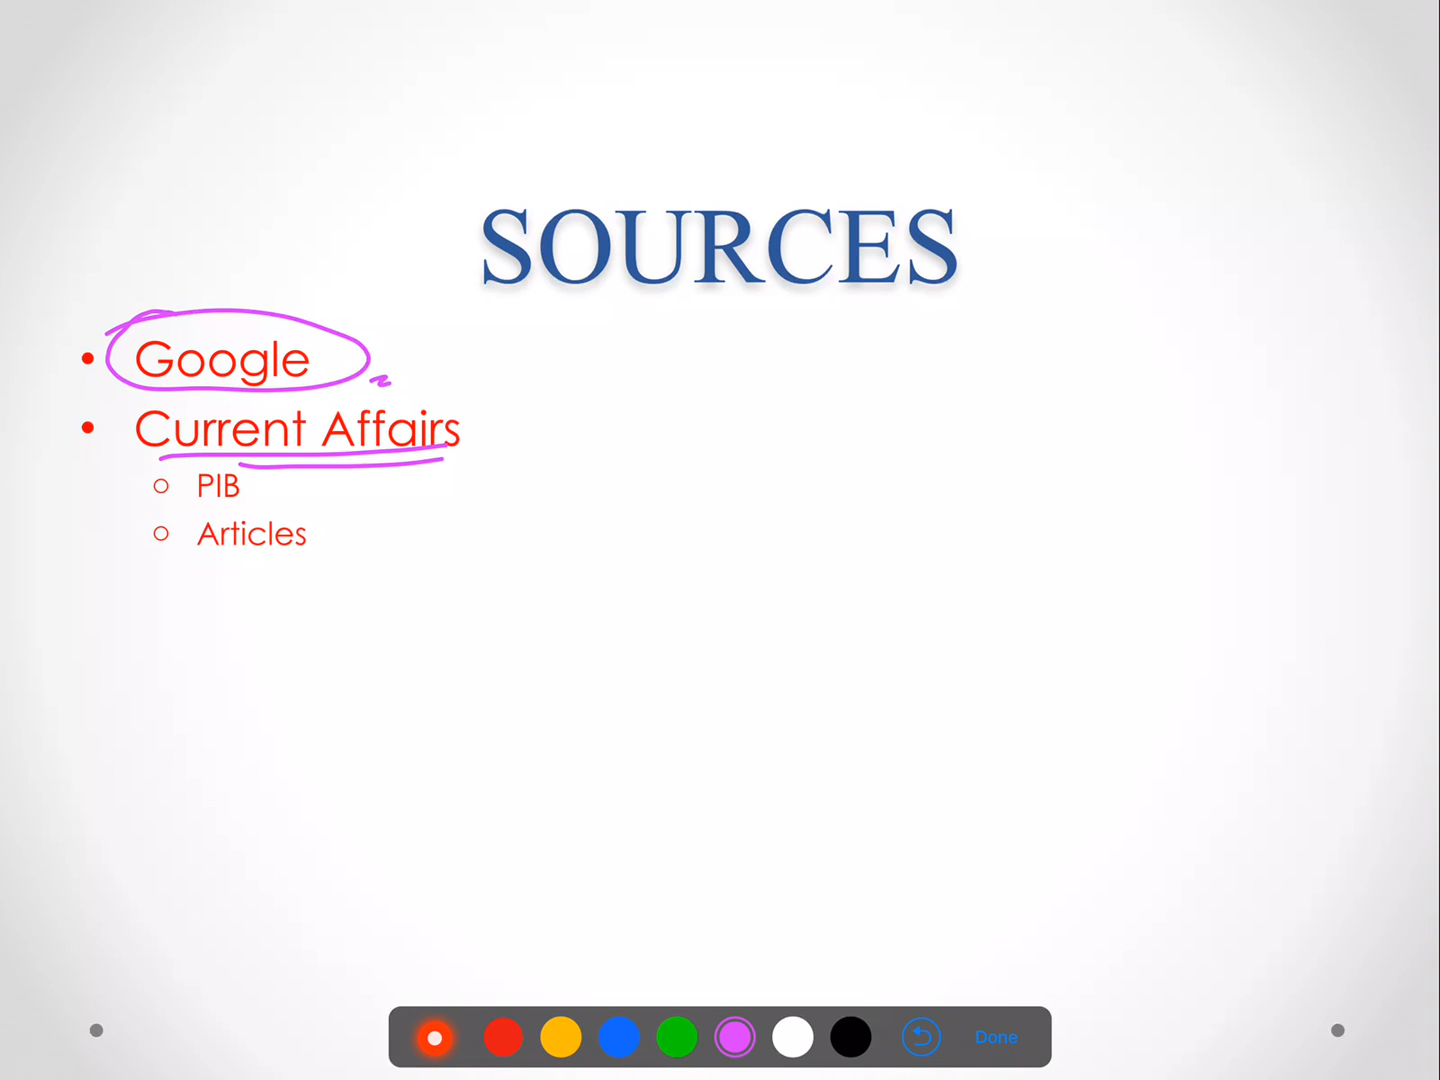 SOURCES
• Google
• Current Affairs
○ PIB
○ Articles
Done